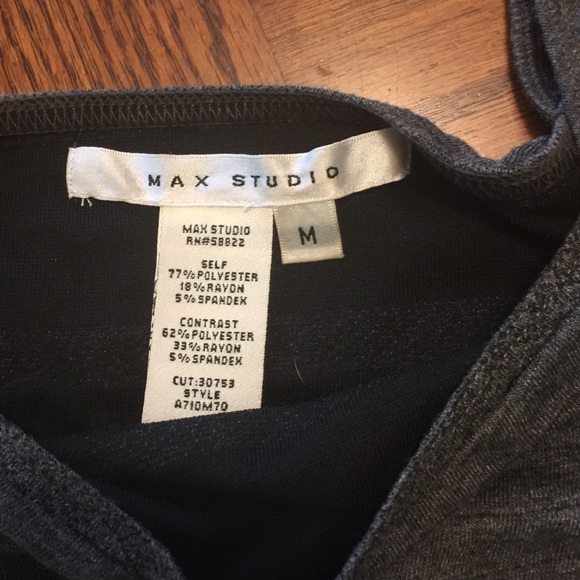 MAX STUDIO
M
MAX STUDIO
RN#58822
SELF
77% POLYESTER
18% RAYON
5% SPANDEX
CONTRAST
62% POLYESTER
33% RAYON
5% SPANDEX
CUT:30753
STYLE
A710M70